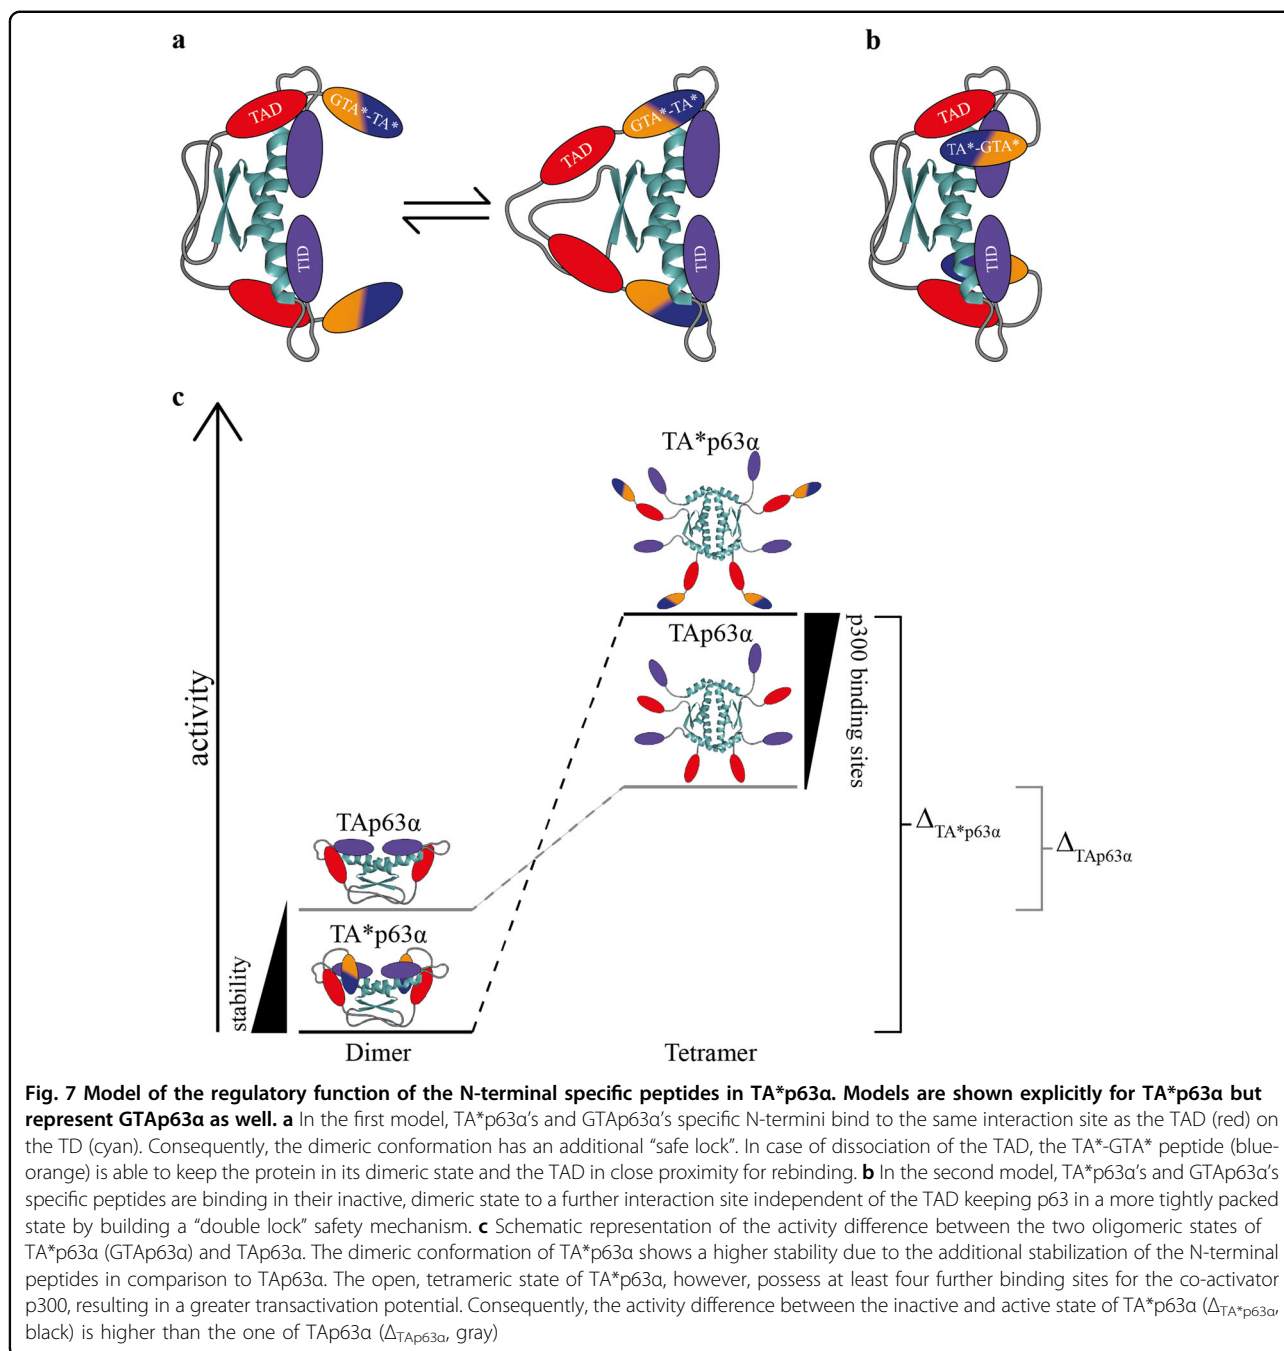 a
b
TAD
GTA*-TA*
TID
TAD
GTA*-TA*
TID
TAD
TA*-GTA*
TID
c
activity
TA*p63α
TAp63α
p300 binding sites
Δ TA*p63α
Δ TAp63α
TAp63α
TA*p63α
stability
Dimer
Tetramer
Fig. 7 Model of the regulatory function of the N-terminal specific peptides in TA*p63α. Models are shown explicitly for TA*p63α but
represent GTAp63α as well. a In the first model, TA*p63α's and GTAp63α's specific N-termini bind to the same interaction site as the TAD (red) on
the TD (cyan). Consequently, the dimeric conformation has an additional “safe lock”. In case of dissociation of the TAD, the TA*-GTA* peptide (blue-
orange) is able to keep the protein in its dimeric state and the TAD in close proximity for rebinding. b In the second model, TA*p63α's and GTAp63α's
specific peptides are binding in their inactive, dimeric state to a further interaction site independent of the TAD keeping p63 in a more tightly packed
state by building a “double lock” safety mechanism. c Schematic representation of the activity difference between the two oligomeric states of
TA*p63α (GTAp63α) and TAp63α. The dimeric conformation of TA*p63α shows a higher stability due to the additional stabilization of the N-terminal
peptides in comparison to TAp63α. The open, tetrameric state of TA*p63α, however, possess at least four further binding sites for the co-activator
p300, resulting in a greater transactivation potential. Consequently, the activity difference between the inactive and active state of TA*p63α (Δ TA*p63α,
black) is higher than the one of TAp63α (Δ TAp63α, gray)